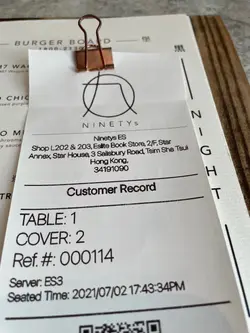 BURGER BOARD
NINETYs
Ninetys ES
Shop L202 & 203, Eslite Book Store, 2/F, Star
Annex, Star House, 3 Salisbury Road, Tsim Sha Tsui
Hong Kong,
34191090
Customer Record
TABLE: 1
COVER: 2
Ref. #: 000114
Server: ES3
Seated Time: 2021/07/02 17:43:34PM
NIGHT